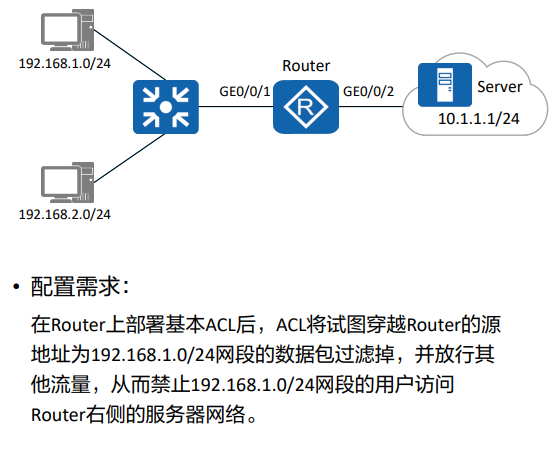 192.168.1.0/24
Router
GE0/0/1
R
GE0/0/2
Server
10.1.1.1/24
192.168.2.0/24
• 配置需求：
在Router上部署基本ACL后，ACL将试图穿越Router的源
地址为192.168.1.0/24网段的数据包过滤掉，并放行其
他流量，从而禁止192.168.1.0/24网段的用户访问
Router右侧的服务器网络。